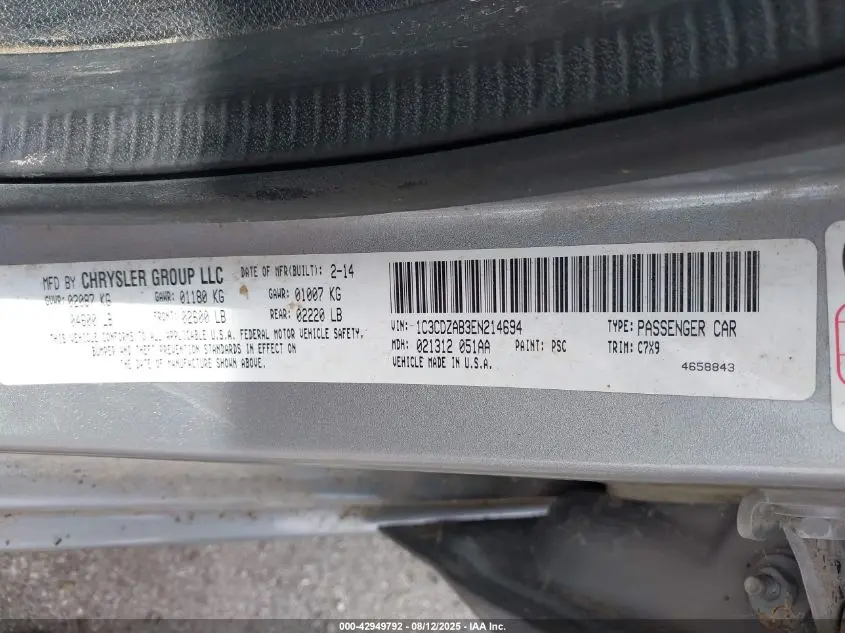 MFD BY CHRYSLER GROUP LLC DATE OF MFR(BUILT): 2-14
GVWR: 02087 KG GAWR: 01180 KG GAWR: 01007 KG
04600 LB FRONT: 02600 LB REAR: 02220 LB
THIS VEHICLE CONFORMS TO ALL APPLICABLE U.S.A. FEDERAL MOTOR VEHICLE SAFETY,
BUMPER AND THEFT PREVENTION STANDARDS IN EFFECT ON
THE DATE OF MANUFACTURE SHOWN ABOVE.
VIN: 1C3CDZAB3EN214694 TYPE: PASSENGER CAR
MDH: 021312 051AA PAINT: PSC TRIM: C7X9
VEHICLE MADE IN U.S.A. 4658843
000-42949792 - 08/12/2025 - IAA Inc.